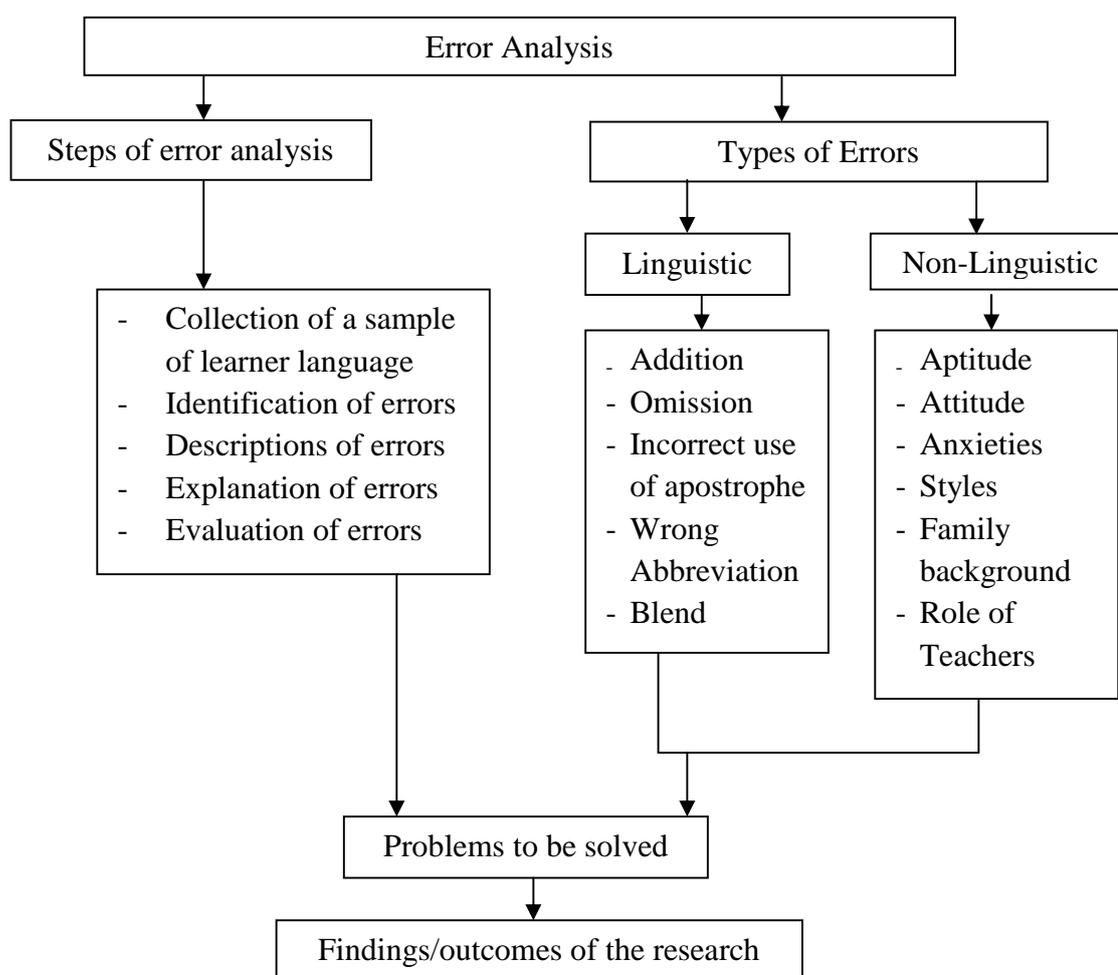 Error Analysis
Steps of error analysis
Types of Errors
Linguistic
Non-Linguistic
- Collection of a sample
of learner language
- Identification of errors
- Descriptions of errors
- Explanation of errors
- Evaluation of errors
- Addition
- Omission
- Incorrect use
of apostrophe
- Wrong
Abbreviation
- Blend
- Aptitude
- Attitude
- Anxieties
- Styles
- Family
background
- Role of
Teachers
Problems to be solved
Findings/outcomes of the research